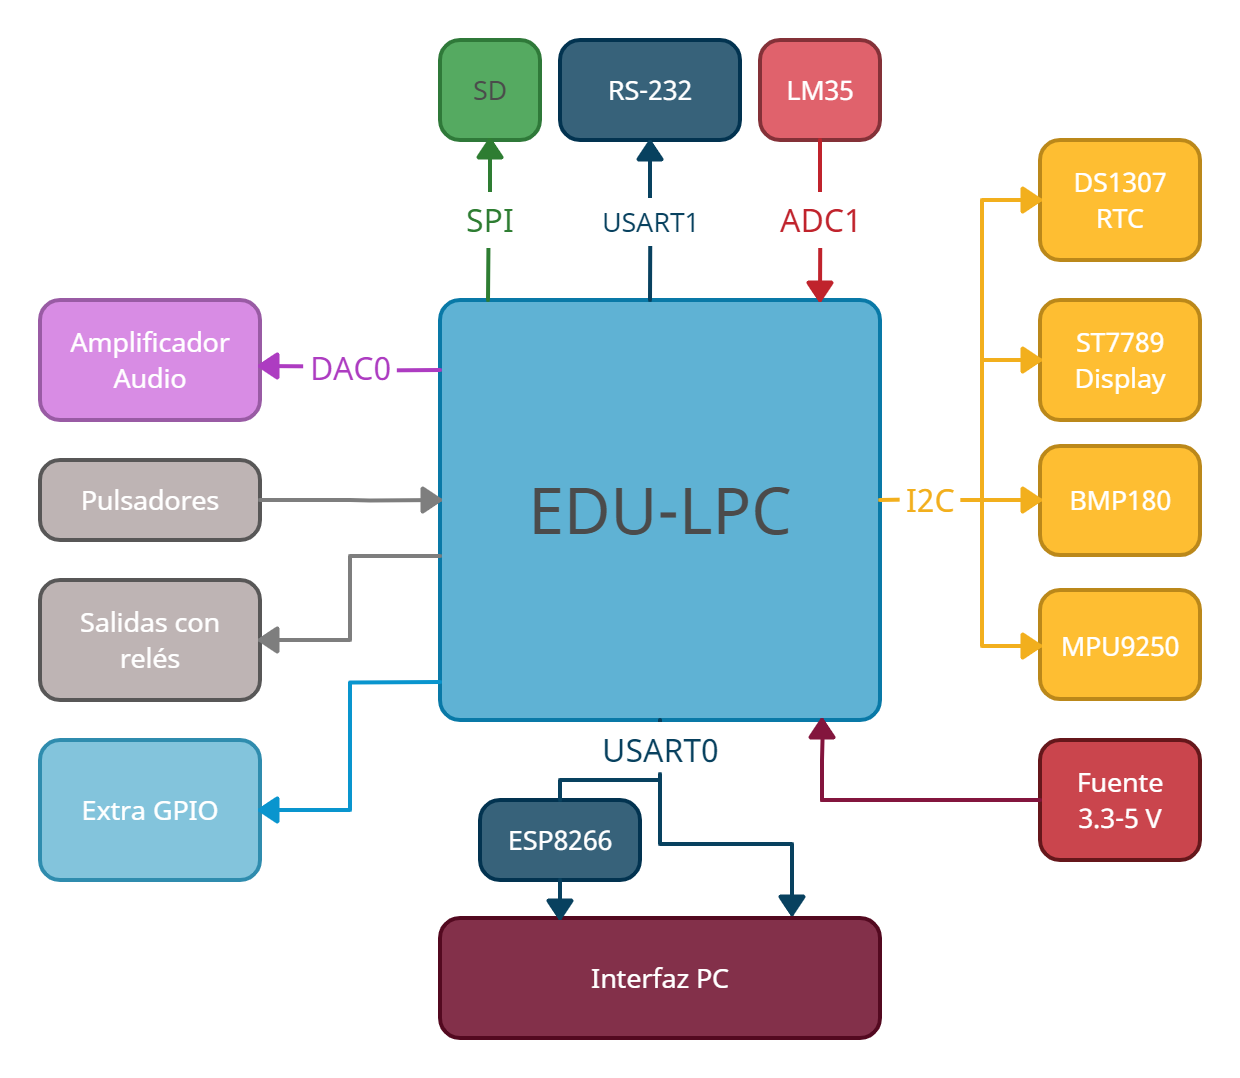 SD
RS-232
LM35
SPI
USART1
ADC1
DS1307
RTC
Amplificador
Audio
DAC0
ST7789
Display
Pulsadores
EDU-LPC
I2C
BMP180
Salidas con
relés
MPU9250
USART0
Extra GPIO
ESP8266
Fuente
3.3-5 V
Interfaz PC